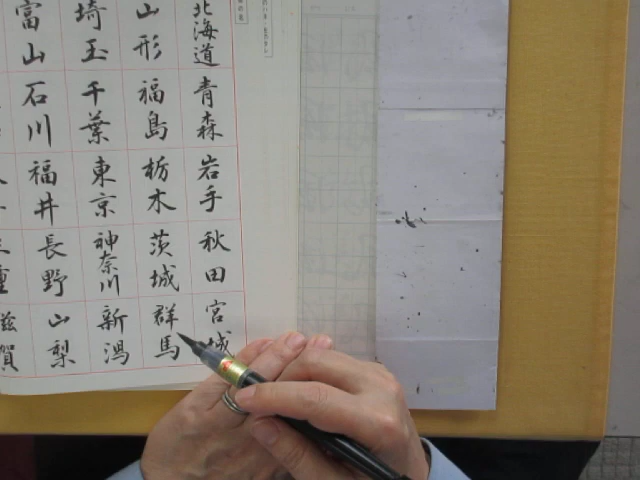 北海道
青森
岩手
秋田
宮城
山形
福島
栃木
茨城
群馬
埼玉
千葉
東京
神奈川
新潟
富山
石川
福井
長野
山梨
重
滋賀